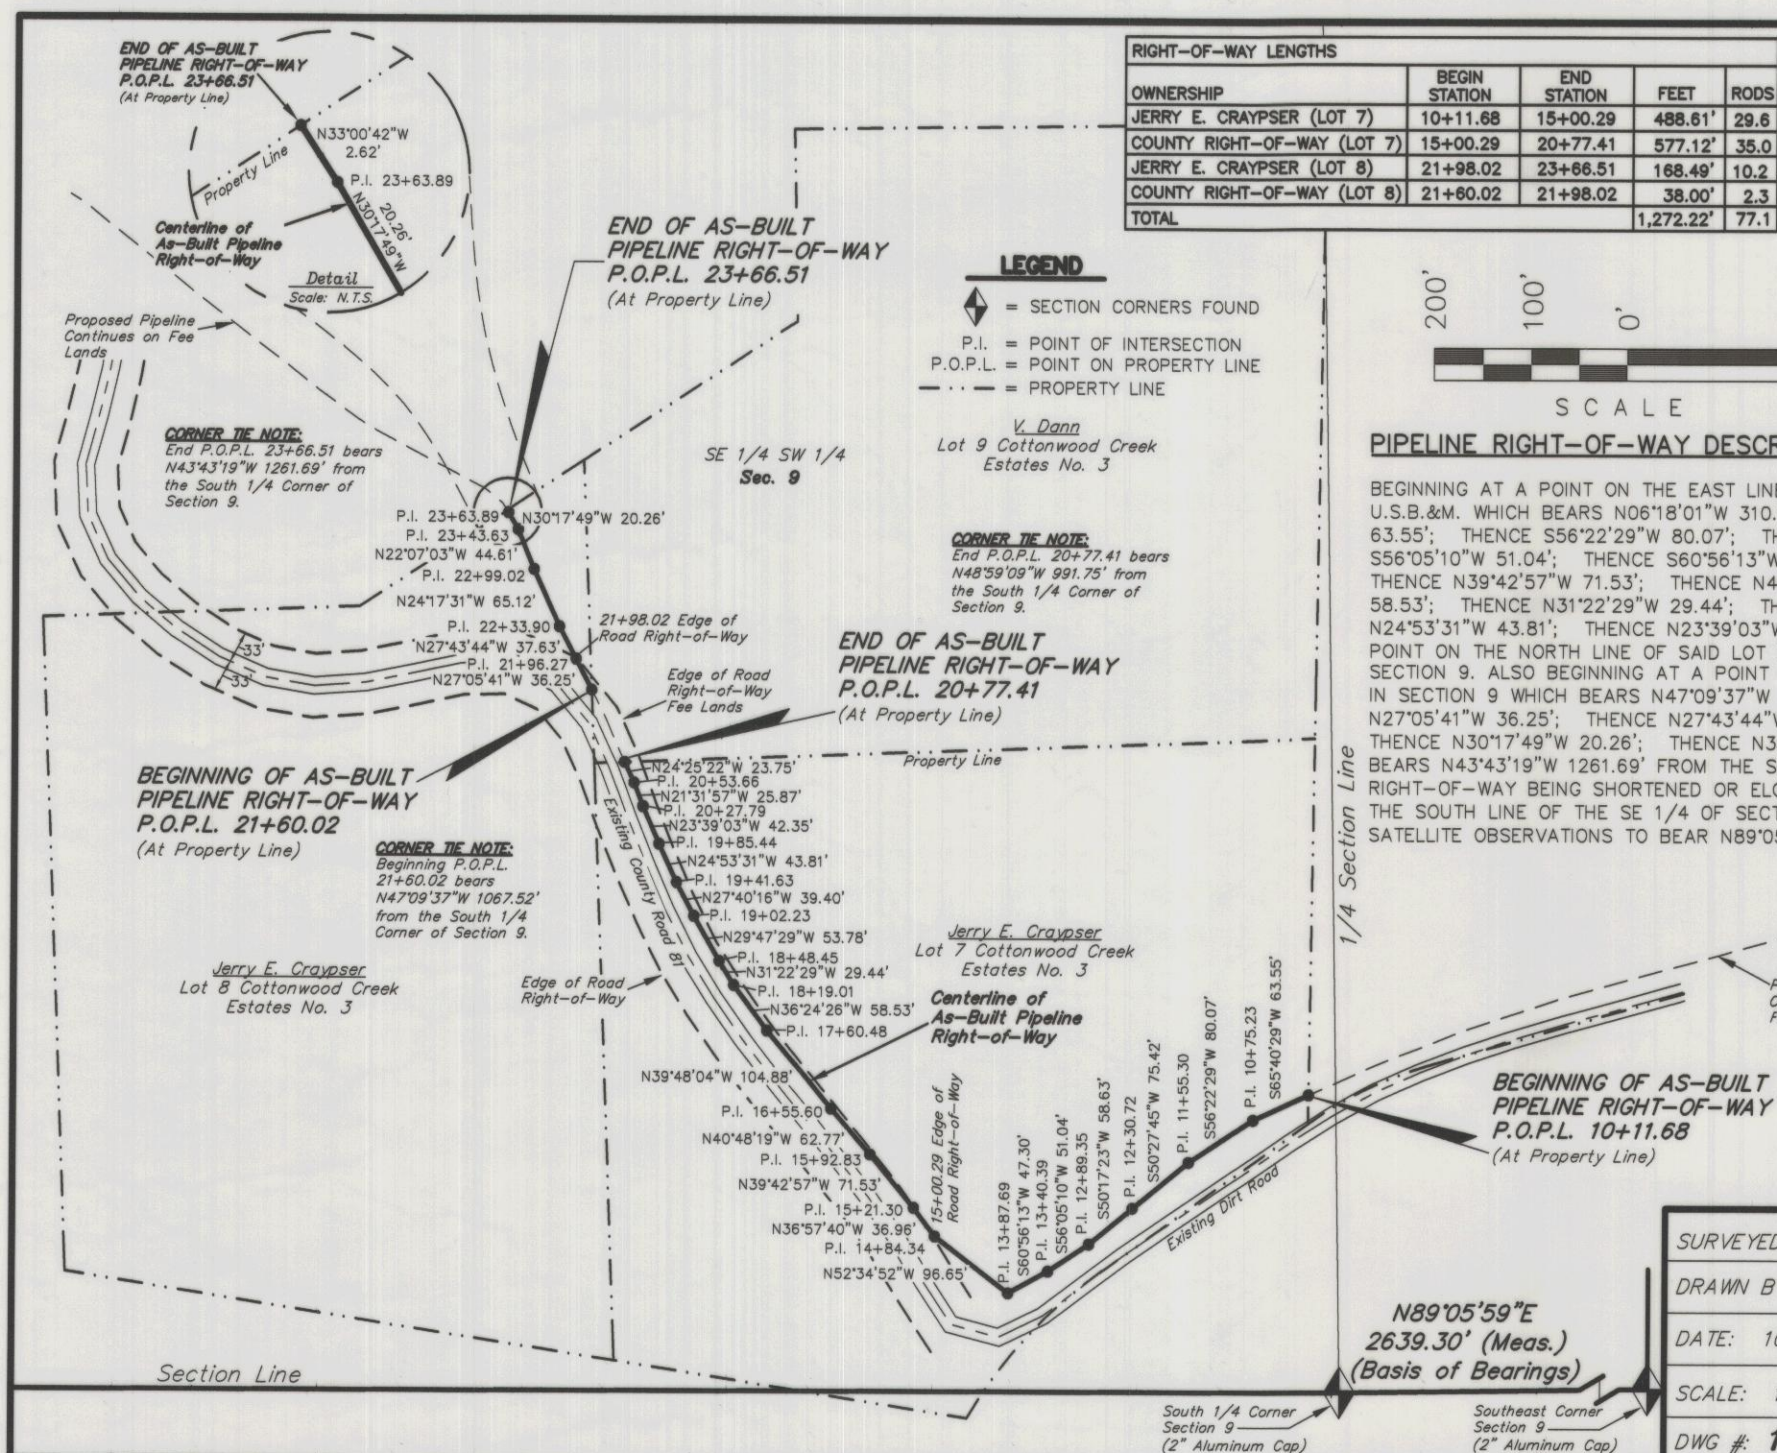 END OF AS-BUILT
PIPELINE RIGHT-OF-WAY
P.O.P.L. 23+66.51
(At Property Line)
N33°00'42"W
2.62'
Property Line
P.I. 23+63.89
20.26'
N30°17'49"W
Centerline of
As-Built Pipeline
Right-of-Way
Detail
Scale: N.T.S.
RIGHT-OF-WAY LENGTHS
OWNERSHIP BEGIN STATION END STATION FEET RODS
JERRY E. CRAYPSER (LOT 7) 10+11.68 15+00.29 488.61' 29.6
COUNTY RIGHT-OF-WAY (LOT 7) 15+00.29 20+77.41 577.12' 35.0
JERRY E. CRAYPSER (LOT 8) 21+98.02 23+66.51 168.49' 10.2
COUNTY RIGHT-OF-WAY (LOT 8) 21+60.02 21+98.02 38.00' 2.3
TOTAL 1,272.22' 77.1
END OF AS-BUILT
PIPELINE RIGHT-OF-WAY
P.O.P.L. 23+66.51
(At Property Line)
LEGEND
= SECTION CORNERS FOUND
P.I. = POINT OF INTERSECTION
P.O.P.L. = POINT ON PROPERTY LINE
= PROPERTY LINE
200' 100' 0'
SCALE
Proposed Pipeline
Continues on Fee
Lands
CORNER TIE NOTE:
End P.O.P.L. 23+66.51 bears
N43°43'19"W 1261.69' from
the South 1/4 Corner of
Section 9.
SE 1/4 SW 1/4
Sec. 9
V. Dann
Lot 9 Cottonwood Creek
Estates No. 3
CORNER TIE NOTE:
End P.O.P.L. 20+77.41 bears
N48°59'09"W 991.75' from
the South 1/4 Corner of
Section 9.
PIPELINE RIGHT-OF-WAY DESCR
BEGINNING AT A POINT ON THE EAST LINE
U.S.B.&M. WHICH BEARS N06°18'01"W 310.
63.55'; THENCE S56°22'29"W 80.07'; TH
S56°05'10"W 51.04'; THENCE S60°56'13"W
THENCE N39°42'57"W 71.53'; THENCE N4
58.53'; THENCE N31°22'29"W 29.44'; TH
N24°53'31"W 43.81'; THENCE N23°39'03"W
POINT ON THE NORTH LINE OF SAID LOT
SECTION 9. ALSO BEGINNING AT A POINT
IN SECTION 9 WHICH BEARS N47°09'37"W
N27°05'41"W 36.25'; THENCE N27°43'44"W
THENCE N30°17'49"W 20.26'; THENCE N3
BEARS N43°43'19"W 1261.69' FROM THE S
RIGHT-OF-WAY BEING SHORTENED OR ELO
THE SOUTH LINE OF THE SE 1/4 OF SECT
SATELLITE OBSERVATIONS TO BEAR N89°05
P.I. 23+63.89
N30°17'49"W 20.26'
P.I. 23+43.63
N22°07'03"W 44.61'
P.I. 22+99.02
N24°17'31"W 65.12'
P.I. 22+33.90
N27°43'44"W 37.63'
P.I. 21+96.27
N27°05'41"W 36.25'
33'
33'
21+98.02 Edge of
Road Right-of-Way
Edge of Road
Right-of-Way
Fee Lands
END OF AS-BUILT
PIPELINE RIGHT-OF-WAY
P.O.P.L. 20+77.41
(At Property Line)
Property Line
1/4 Section Line
BEGINNING OF AS-BUILT
PIPELINE RIGHT-OF-WAY
P.O.P.L. 21+60.02
(At Property Line)
CORNER TIE NOTE:
Beginning P.O.P.L.
21+60.02 bears
N47°09'37"W 1067.52'
from the South 1/4
Corner of Section 9.
Jerry E. Craypser
Lot 8 Cottonwood Creek
Estates No. 3
Edge of Road
Right-of-Way
Existing County Road 81
N24°25'22"W 23.75'
P.I. 20+53.66
N21°31'57"W 25.87'
P.I. 20+27.79
N23°39'03"W 42.35'
P.I. 19+85.44
N24°53'31"W 43.81'
P.I. 19+41.63
N27°40'16"W 39.40'
P.I. 19+02.23
N29°47'29"W 53.78'
P.I. 18+48.45
N31°22'29"W 29.44'
P.I. 18+19.01
N36°24'26"W 58.53'
P.I. 17+60.48
N39°48'04"W 104.88'
P.I. 16+55.60
N40°48'19"W 62.77'
P.I. 15+92.83
N39°42'57"W 71.53'
P.I. 15+21.30
N36°57'40"W 36.96'
P.I. 14+84.34
N52°34'52"W 96.65'
Jerry E. Craypser
Lot 7 Cottonwood Creek
Estates No. 3
Centerline of
As-Built Pipeline
Right-of-Way
15+00.29 Edge of
Road Right-of-Way
P.I. 13+87.69
S60°56'13"W 47.30'
P.I. 13+40.39
S56°05'10"W 51.04'
P.I. 12+89.35
S50°17'23"W 58.63'
P.I. 12+30.72
S50°27'45"W 75.42'
P.I. 11+55.30
S56°22'29"W 80.07'
P.I. 10+75.23
S65°40'29"W 63.55'
Existing Dirt Road
BEGINNING OF AS-BUILT
PIPELINE RIGHT-OF-WAY
P.O.P.L. 10+11.68
(At Property Line)
N89°05'59"E
2639.30' (Meas.)
(Basis of Bearings)
Section Line
South 1/4 Corner
Section 9
(2" Aluminum Cap)
Southeast Corner
Section 9
(2" Aluminum Cap)
SURVEYED
DRAWN B
DATE: 1
SCALE:
DWG #: 1